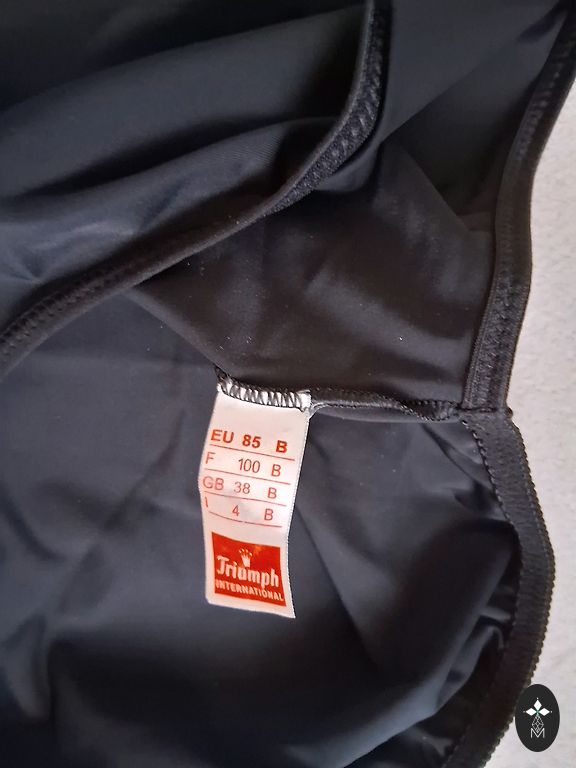 EU 85 B
F 100 B
GB 38 B
I 4 B
Triumph
INTERNATIONAL
M